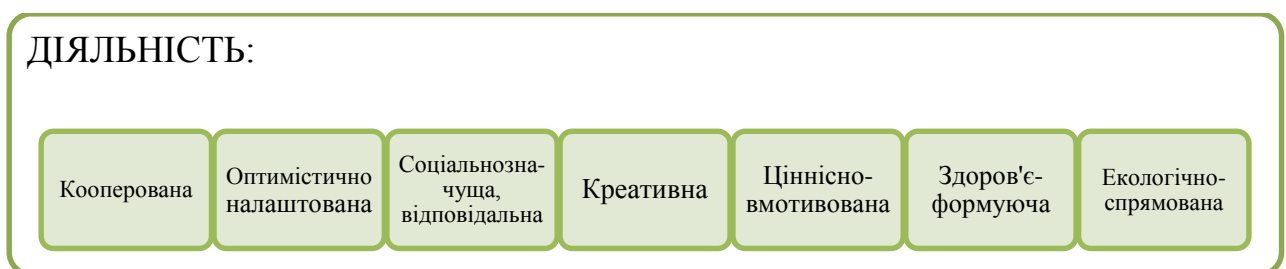 ДІЯЛЬНІСТЬ:
Кооперована
Оптимістично
налаштована
Соціальнозна-
чуща,
відповідальна
Креативна
Ціннісно-
вмотивована
Здоров'є-
формуюча
Екологічно-
спрямована